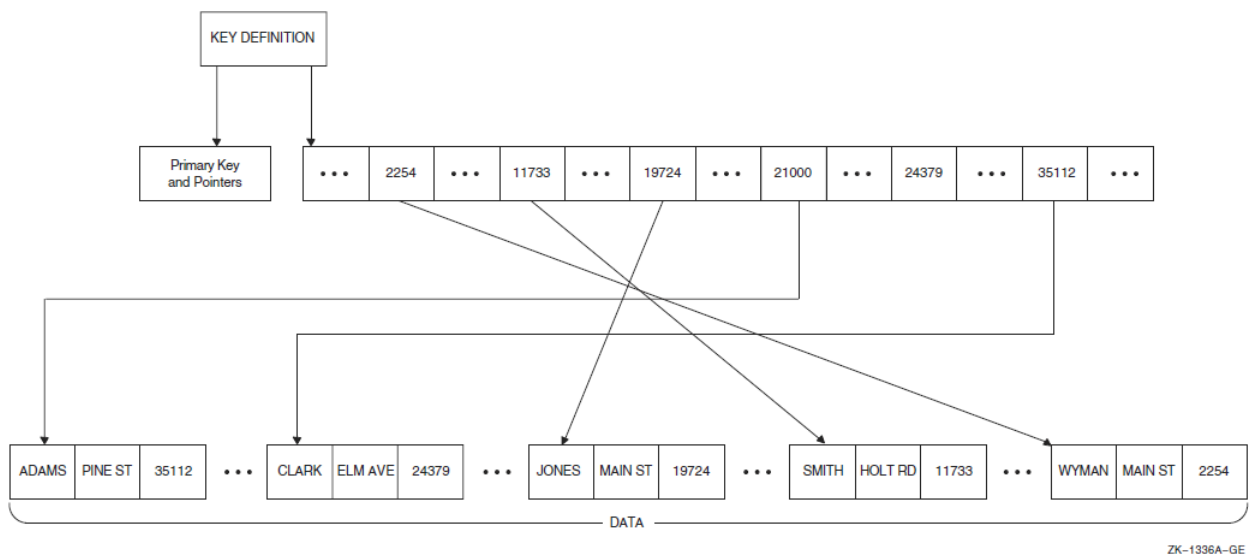 KEY DEFINITION
Primary Key
and Pointers
••• 2254 ••• 11733 ••• 19724 ••• 21000 ••• 24379 ••• 35112 •••
ADAMS PINE ST 35112 ••• CLARK ELM AVE 24379 ••• JONES MAIN ST 19724 ••• SMITH HOLT RD 11733 ••• WYMAN MAIN ST 2254
DATA
ZK–1336A–GE